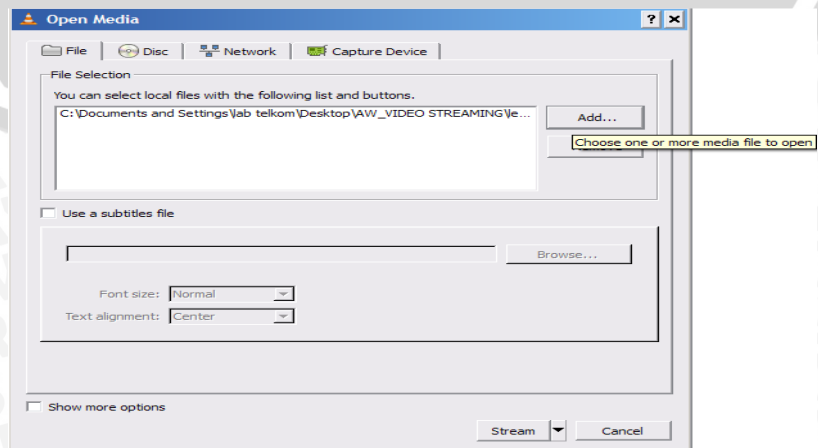 Open Media
File Disc Network Capture Device
File Selection
You can select local files with the following list and buttons.
C:\Documents and Settings\lab telkom\Desktop\AW_VIDEO STREAMING\le...
Add...
Choose one or more media file to open
Use a subtitles file
Browse...
Font size: Normal
Text alignment: Center
Show more options
Stream Cancel